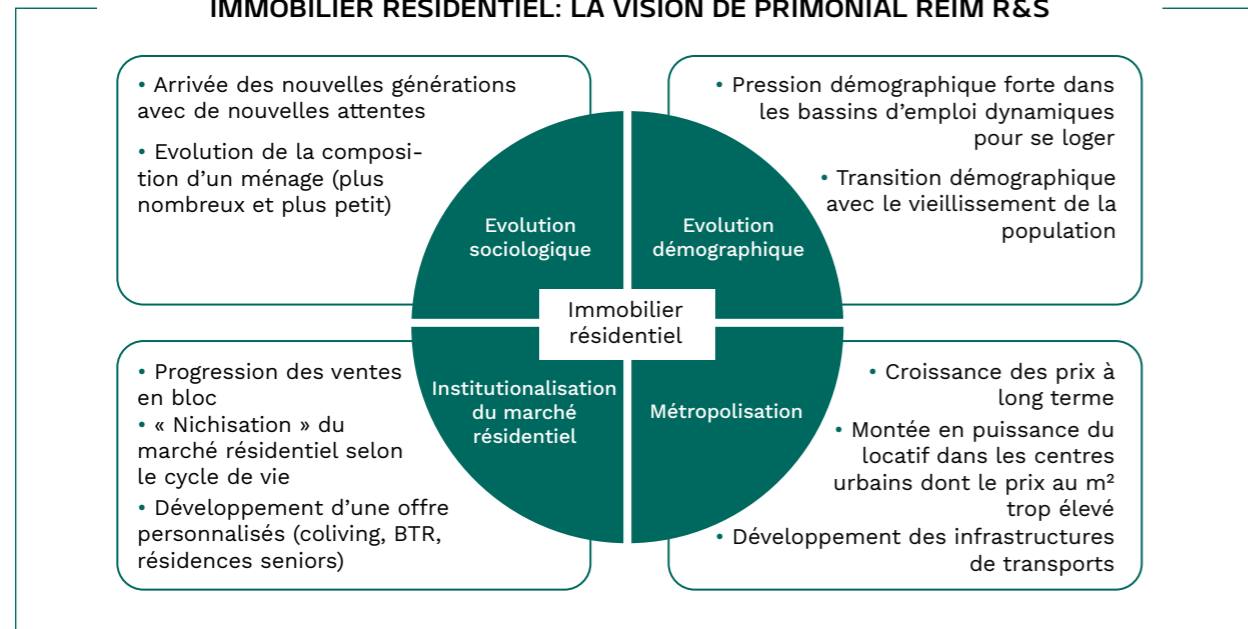 IMMOBILIER RÉSIDENTIEL: LA VISION DE PRIMONIAL REIM R&S
• Arrivée des nouvelles générations
avec de nouvelles attentes
• Evolution de la composi-
tion d’un ménage (plus
nombreux et plus petit)
• Pression démographique forte dans
les bassins d’emploi dynamiques
pour se loger
• Transition démographique
avec le vieillissement de la
population
Evolution
sociologique
Evolution
démographique
Immobilier
résidentiel
Institutionalisation
du marché
résidentiel
Métropolisation
• Progression des ventes
en bloc
• « Nichisation » du
marché résidentiel selon
le cycle de vie
• Développement d’une offre
personnalisés (coliving, BTR,
résidences seniors)
• Croissance des prix à
long terme
• Montée en puissance du
locatif dans les centres
urbains dont le prix au m²
trop élevé
• Développement des infrastructures
de transports